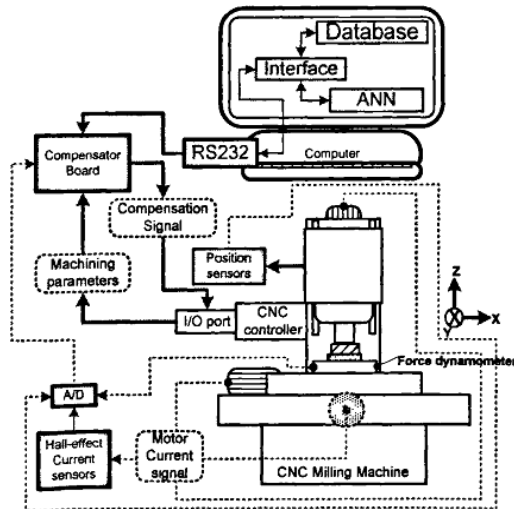 Database
Interface
ANN
RS232
Computer
Compensator
Board
Compensation
Signal
Position
sensors
Machining
parameters
I/O port
CNC
controller
Z
X
Y
Force dynamometer
A/D
Hall-effect
Current
sensors
Motor
Current
signal
CNC Milling Machine